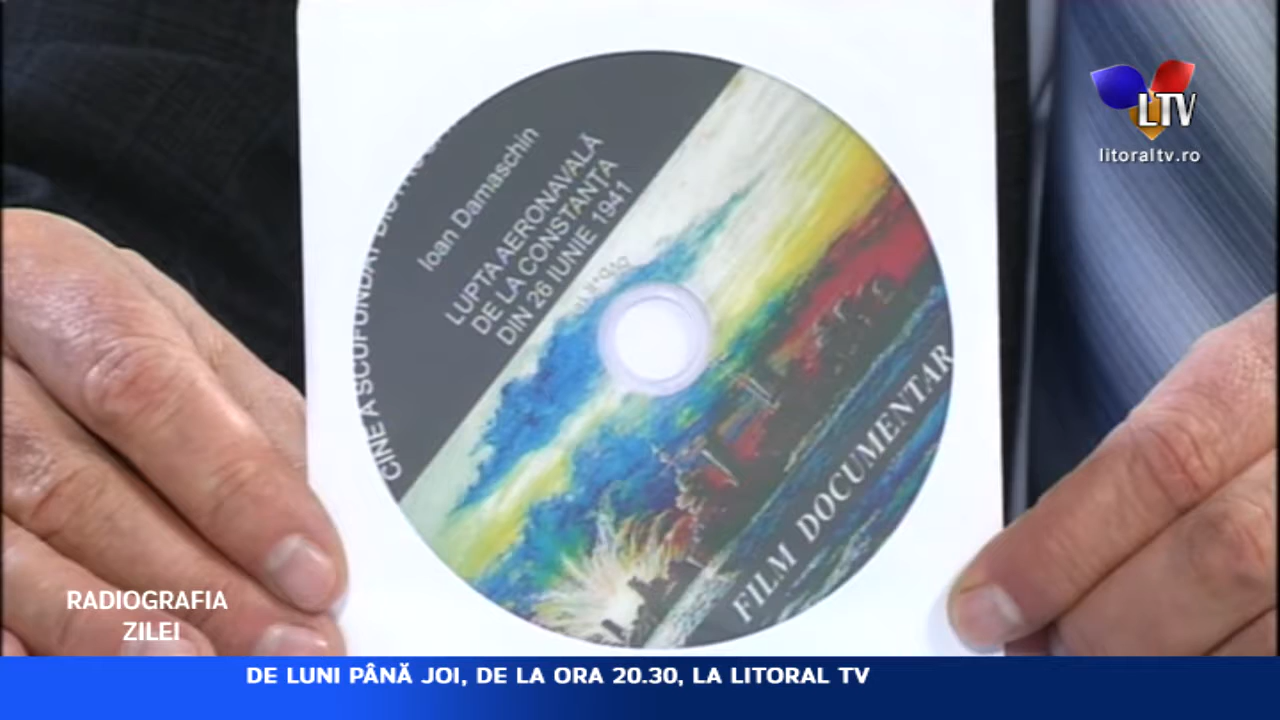 LTV
litoraltv.ro
CINE A SCUFUNDAT
Ioan Damaschin
LUPTA AERONAVALĂ
DE LA CONSTANȚA
DIN 26 IUNIE 1941
FILM DOCUMENTAR
RADIOGRAFIA
ZILEI
DE LUNI PÂNĂ JOI, DE LA ORA 20.30, LA LITORAL TV